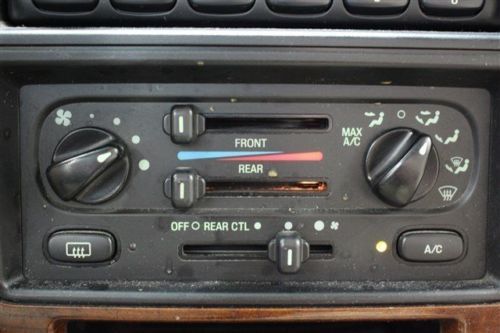 MAX
A/C
FRONT
REAR
OFF REAR CTL
A/C